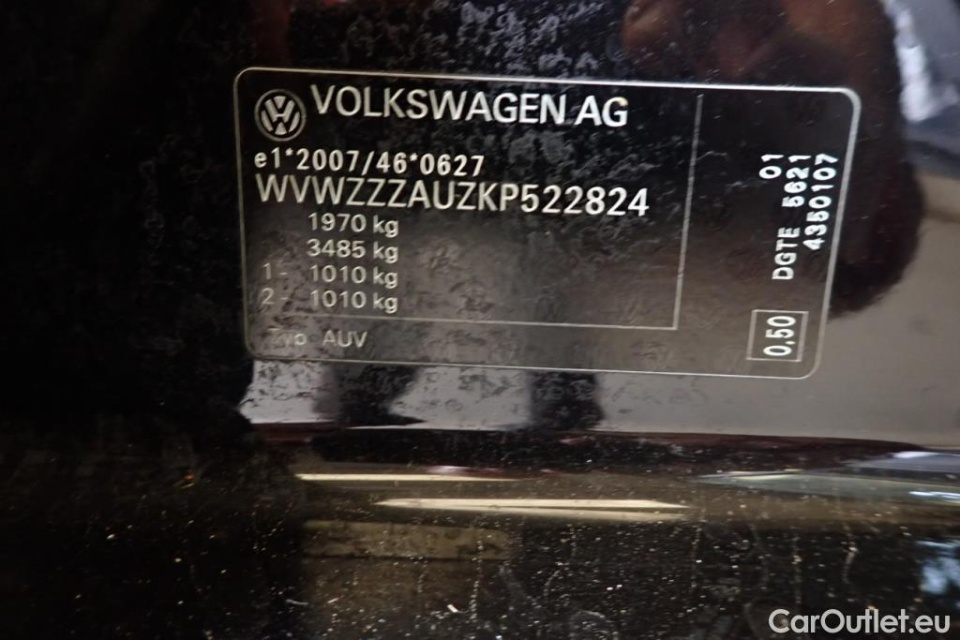 VOLKSWAGEN AG
e1*2007/46*0627
WVWZZZAUZKP522824
1970 kg
3485 kg
1- 1010 kg
2- 1010 kg
Typ AUV
01
DGTE 5621
4350107
0,50
CarOutlet.eu